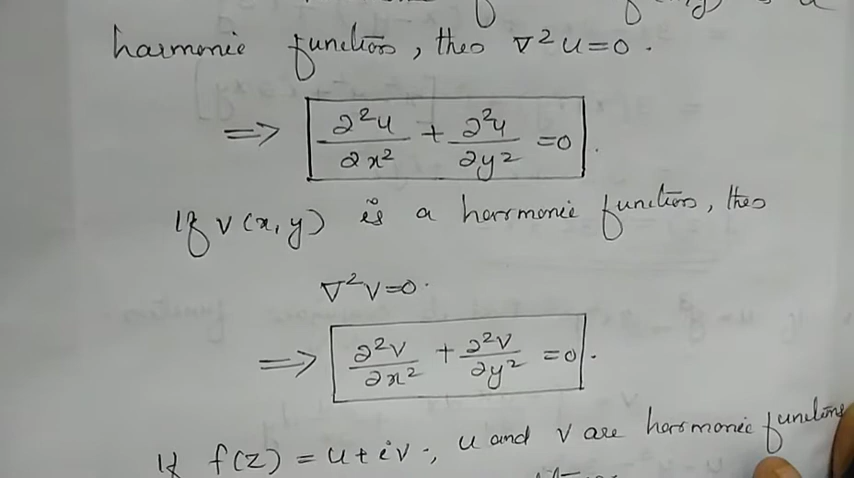 harmonic function, then ∇²u=0.
⇒ ∂²u/∂x² + ∂²u/∂y² =0.
If v(x,y) is a harmonic function, then
∇²v=0.
⇒ ∂²v/∂x² + ∂²v/∂y² =0.
If f(z) = u+iv, u and v are harmonic functions